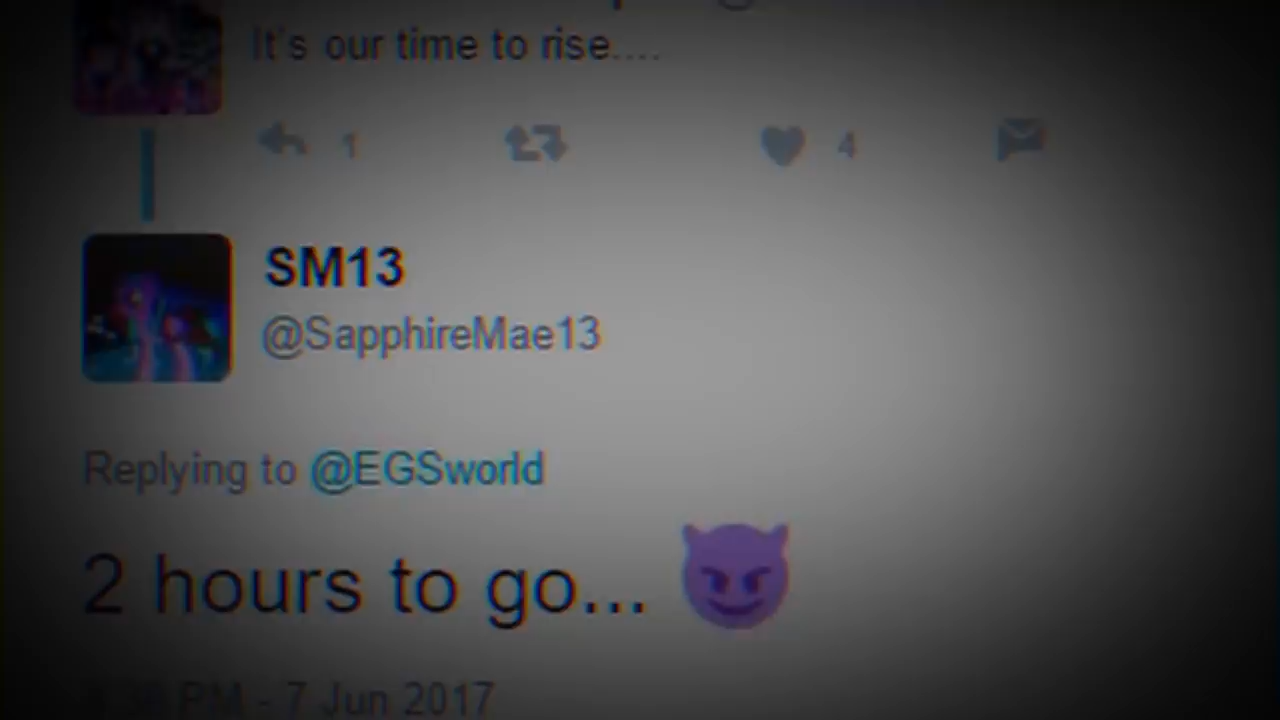 It's our time to rise....
1 4
SM13
@SapphireMae13
Replying to @EGSworld
2 hours to go... 😈
PM - 7 Jun 2017